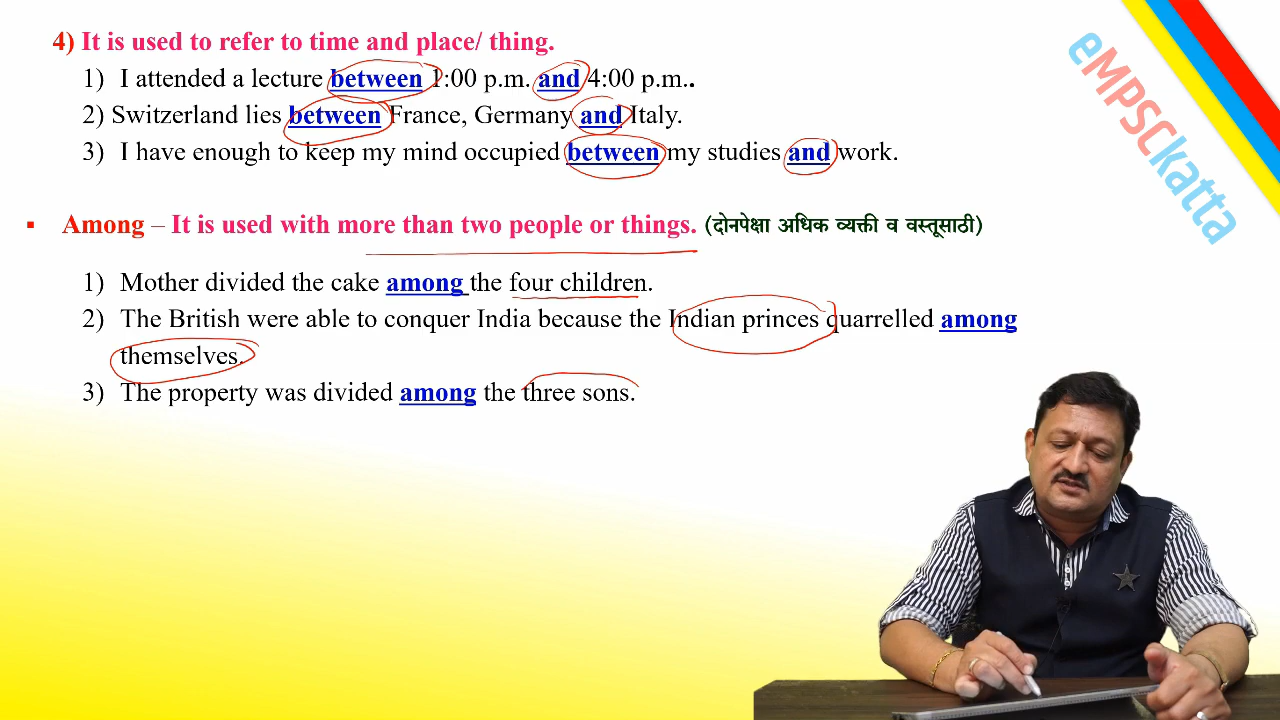 4) It is used to refer to time and place/ thing.
1) I attended a lecture between 1:00 p.m. and 4:00 p.m..
2) Switzerland lies between France, Germany and Italy.
3) I have enough to keep my mind occupied between my studies and work.
▪ Among – It is used with more than two people or things. (दोनपेक्षा अधिक व्यक्ती व वस्तूसाठी)
1) Mother divided the cake among the four children.
2) The British were able to conquer India because the Indian princes quarrelled among
themselves.
3) The property was divided among the three sons.
eMPSCkatta